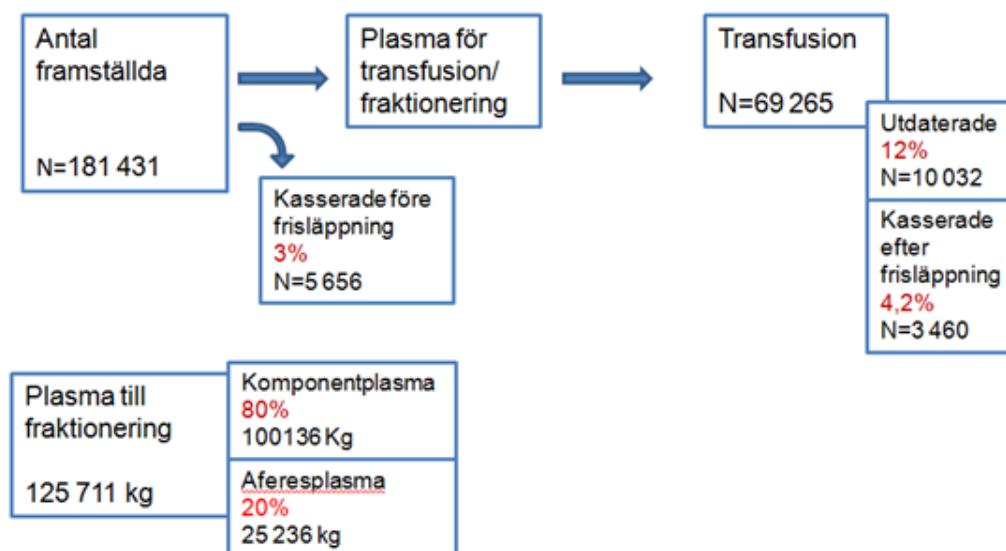 Antal
framställda
N=181 431
Plasma för
transfusion/
fraktionering
Transfusion
N=69 265
Utdaterade
12%
N=10 032
Kasserade
efter
frisläppning
4,2%
N=3 460
Kasserade före
frisläppning
3%
N=5 656
Plasma till
fraktionering
125 711 kg
Komponentplasma
80%
100136 Kg
Aferesplasma
20%
25 236 kg